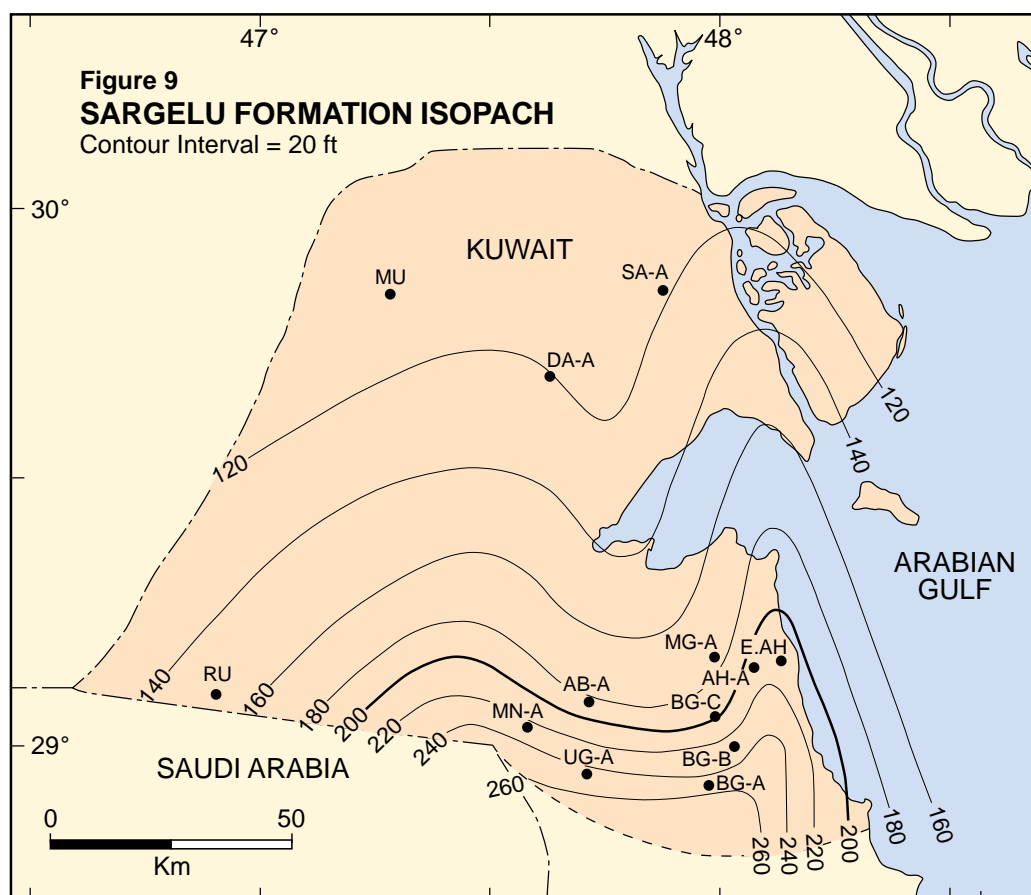 47°
48°
Figure 9
SARGELU FORMATION ISOPACH
Contour Interval = 20 ft
30°
KUWAIT
MU
SA-A
DA-A
120
120
140
ARABIAN
GULF
MG-A
E.AH
RU
AH-A
140
160
AB-A
BG-C
180
200
MN-A
220
29°
240
UG-A
BG-B
SAUDI ARABIA
260
BG-A
160
180
200
220
240
260
0
50
Km